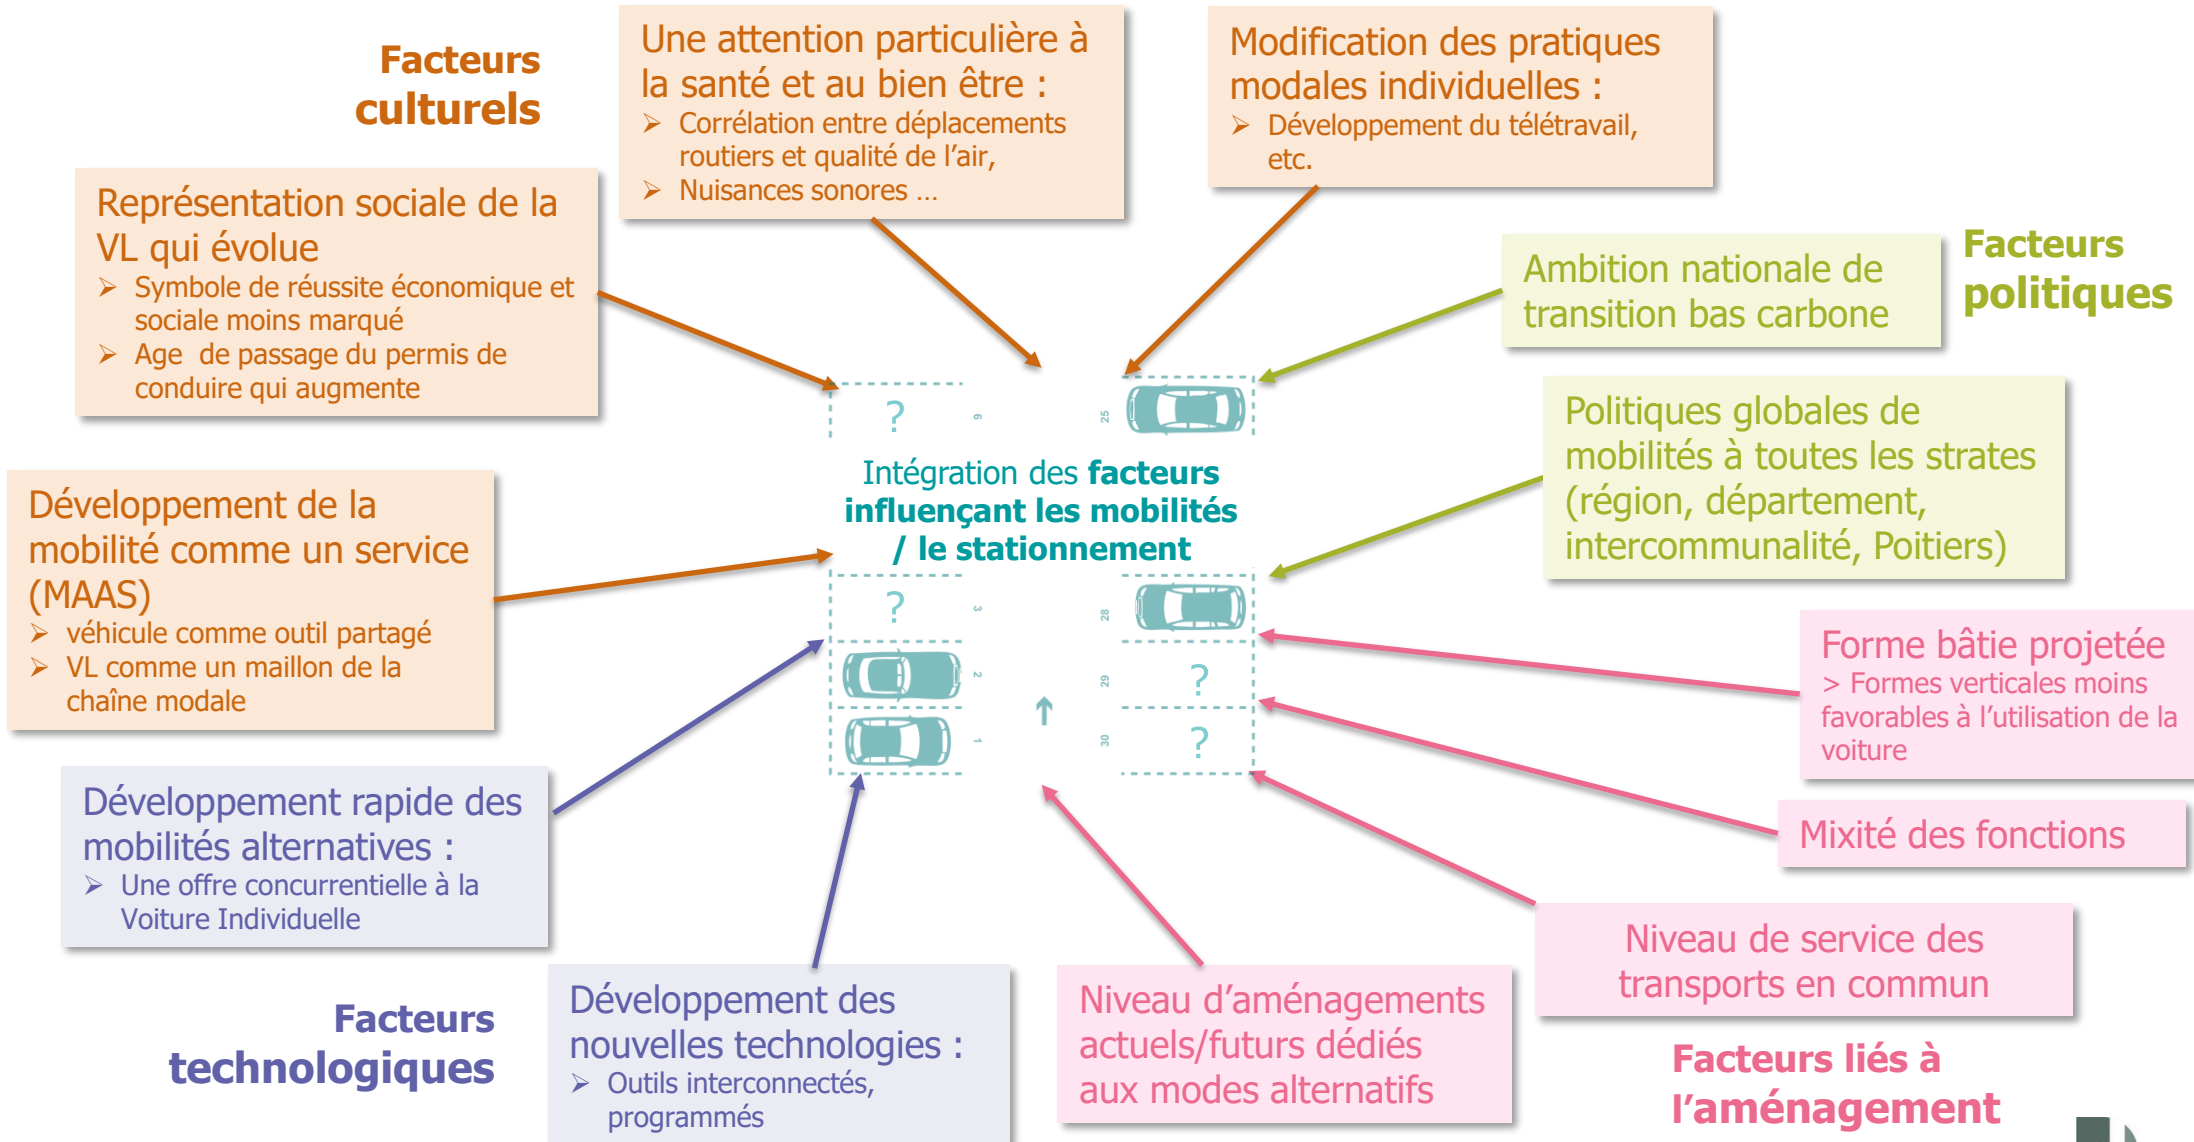 Facteurs
culturels
Une attention particulière à
la santé et au bien être :
➢ Corrélation entre déplacements
routiers et qualité de l'air,
➢ Nuisances sonores …
Modification des pratiques
modales individuelles :
➢ Développement du télétravail,
etc.
Représentation sociale de la
VL qui évolue
➢ Symbole de réussite économique et
sociale moins marqué
➢ Age de passage du permis de
conduire qui augmente
Facteurs
politiques
Ambition nationale de
transition bas carbone
Politiques globales de
mobilités à toutes les strates
(région, département,
intercommunalité, Poitiers)
? 6 25
Intégration des facteurs
influençant les mobilités
/ le stationnement
? 3 28
2 29 ?
1 30 ?
Développement de la
mobilité comme un service
(MAAS)
➢ véhicule comme outil partagé
➢ VL comme un maillon de la
chaîne modale
Forme bâtie projetée
> Formes verticales moins
favorables à l'utilisation de la
voiture
Mixité des fonctions
Développement rapide des
mobilités alternatives :
➢ Une offre concurrentielle à la
Voiture Individuelle
Niveau de service des
transports en commun
Facteurs
technologiques
Développement des
nouvelles technologies :
➢ Outils interconnectés,
programmés
Niveau d'aménagements
actuels/futurs dédiés
aux modes alternatifs
Facteurs liés à
l'aménagement